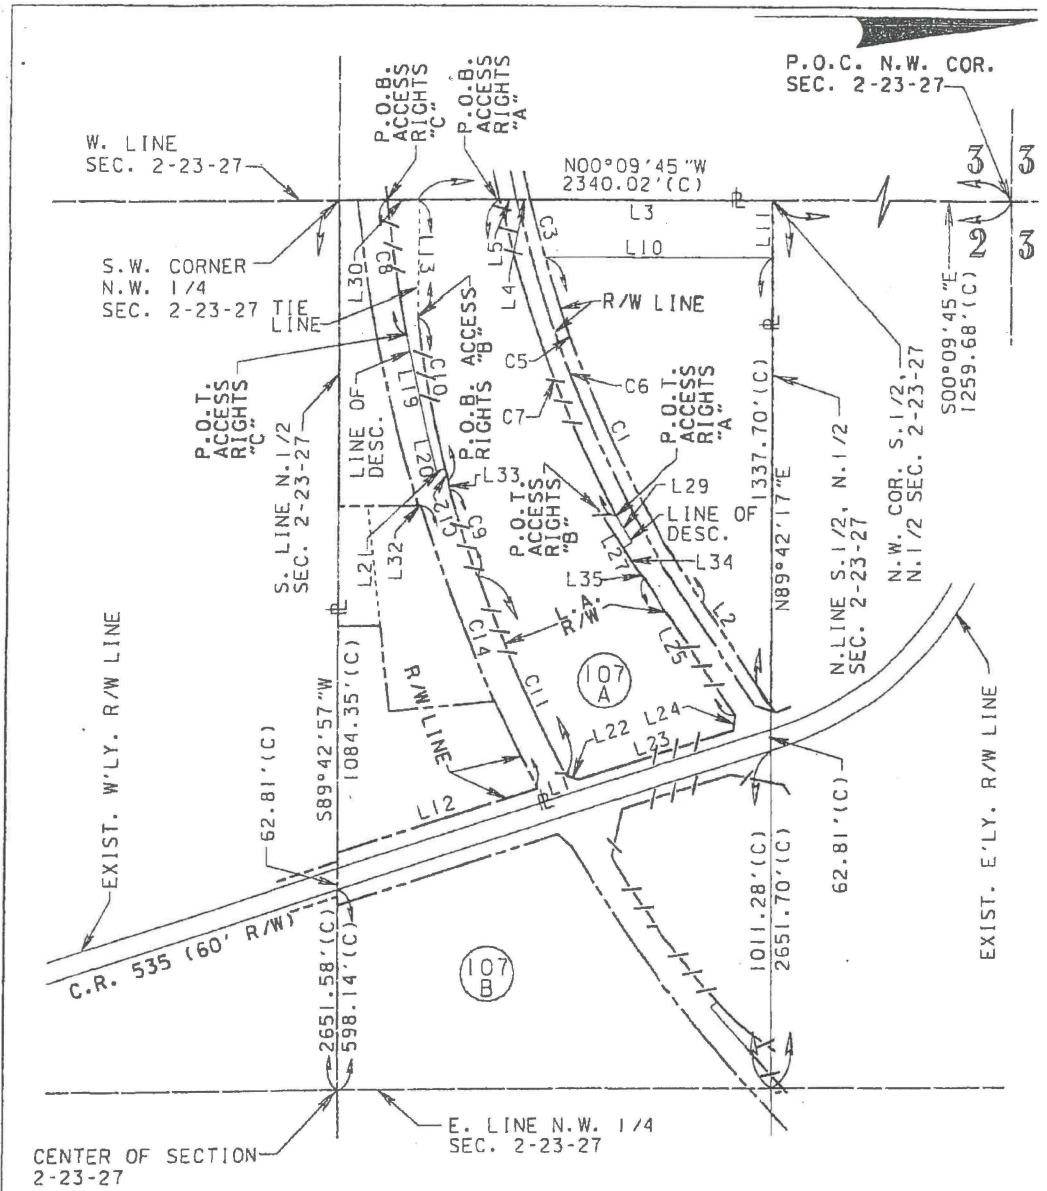 P.O.C. N.W. COR.
SEC. 2-23-27
P.O.B.
ACCESS
RIGHTS
"C"
P.O.B.
ACCESS
RIGHTS
"A"
W. LINE
SEC. 2-23-27
N00°09'45"W
2340.02'(C)
3
3
2
3
L3
L11
L10
C3
L5
L4
L13
C8
L30
S.W. CORNER
N.W. 1/4
SEC. 2-23-27
TIE
LINE
R/W LINE
S00°09'45"E
1259.68'(C)
C5
C6
C7
C1
C10
L19
P.O.B. ACCESS
RIGHTS "B"
P.O.T.
ACCESS
RIGHTS
"A"
P.O.T.
ACCESS
RIGHTS
"C"
LINE OF
DESC.
1337.70'(C)
N89°42'17"E
N.LINE S.1/2, N.1/2
SEC. 2-23-27
N.W. COR. S.1/2,
N.1/2 SEC. 2-23-27
L20
L33
L21
L32
C9
P.O.T.
ACCESS
RIGHTS
"B"
L29
LINE OF
DESC.
L34
L27
L35
L2
S. LINE N.1/2
SEC. 2-23-27
L.A.
R/W
L25
C14
C11
107
A
R/W LINE
L22
L24
L23
L1
L12
EXIST. W'LY. R/W LINE
62.81'(C)
S89°42'57"W
1084.35'(C)
62.81'(C)
EXIST. E'LY. R/W LINE
C.R. 535 (60' R/W)
2651.58'(C)
598.14'(C)
107
B
1011.28'(C)
2651.70'(C)
E. LINE N.W. 1/4
SEC. 2-23-27
CENTER OF SECTION
2-23-27